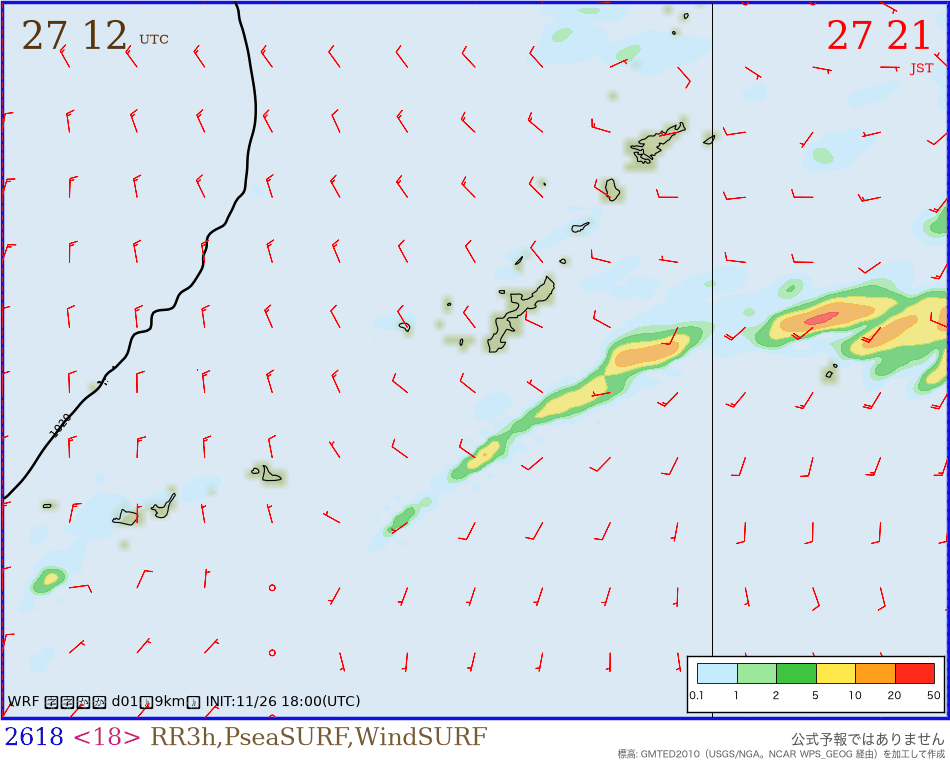 27 12 UTC
27 21
JST
1020
0.1 1 2 5 10 20 50
WRF d01 9km INIT:11/26 18:00(UTC)
2618 <18> RR3h,PseaSURF,WindSURF
公式予報ではありません
標高: GMTED2010（USGS/NGA。NCAR WPS_GEOG 経由）を加工して作成